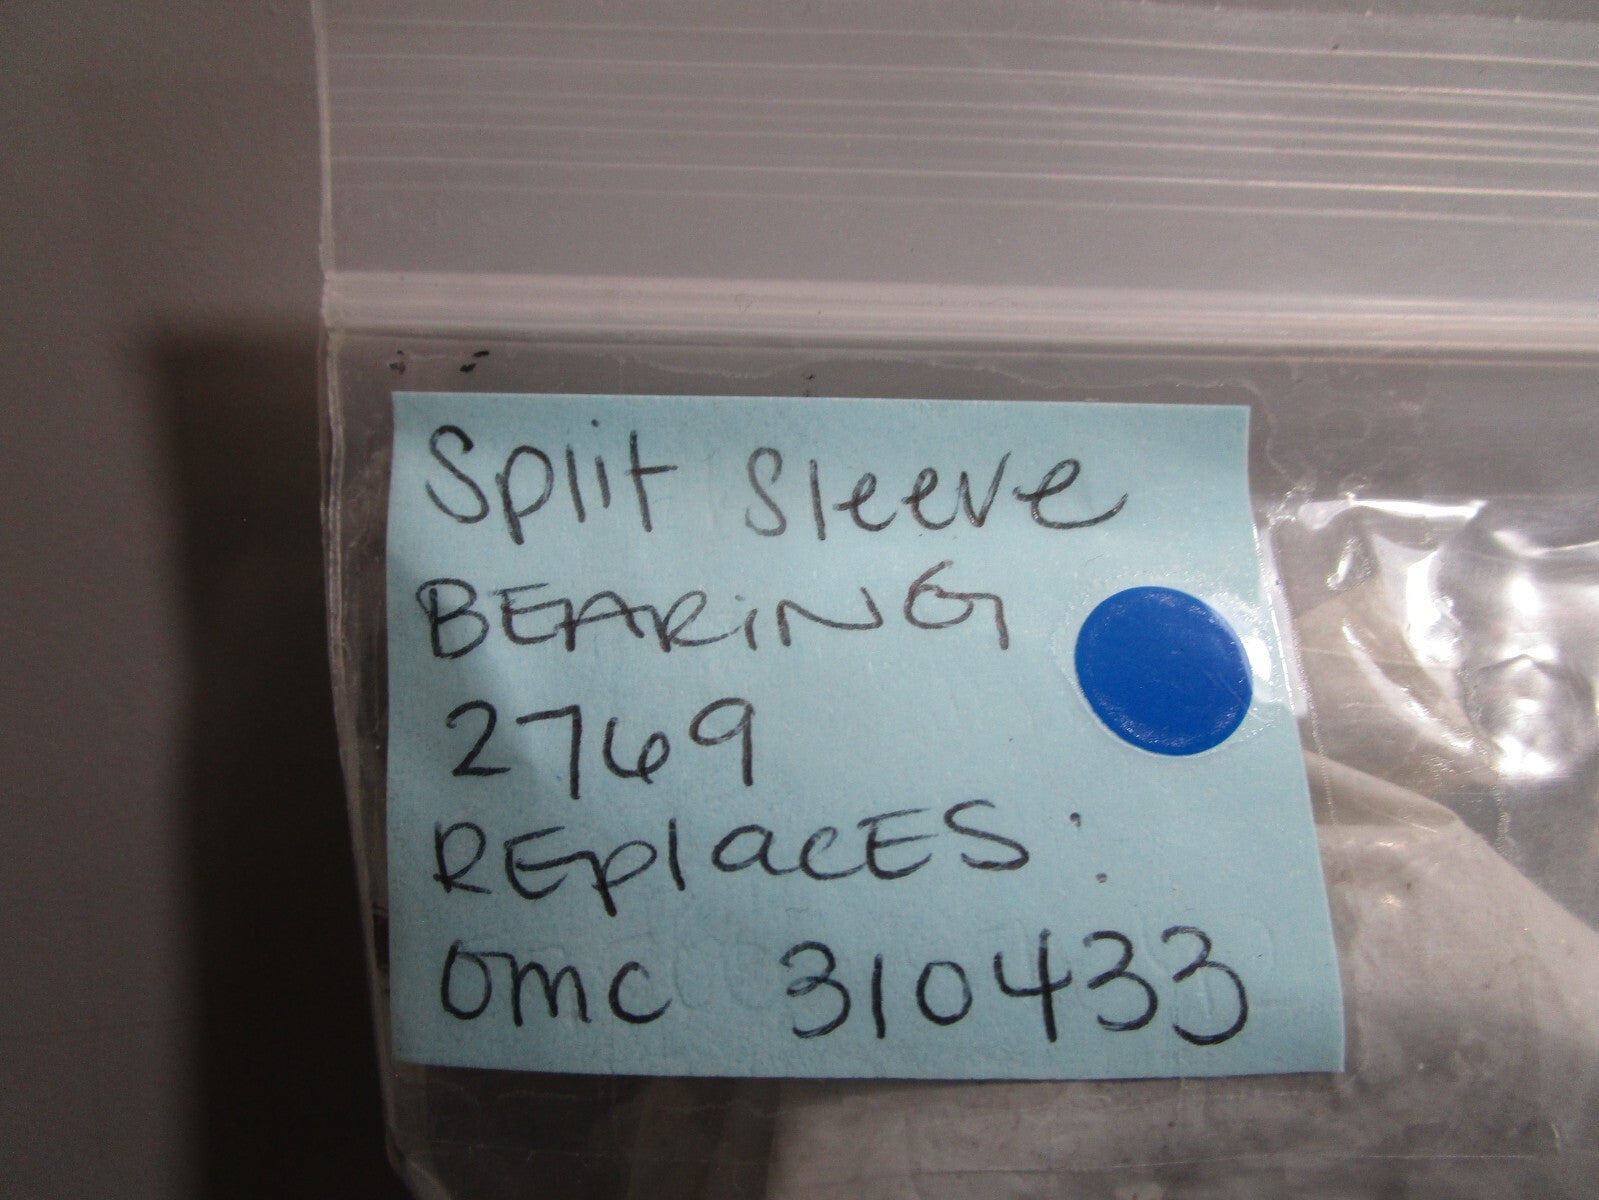 Split Sleeve
BEARiNG
2769
REplacES:
omc 310433